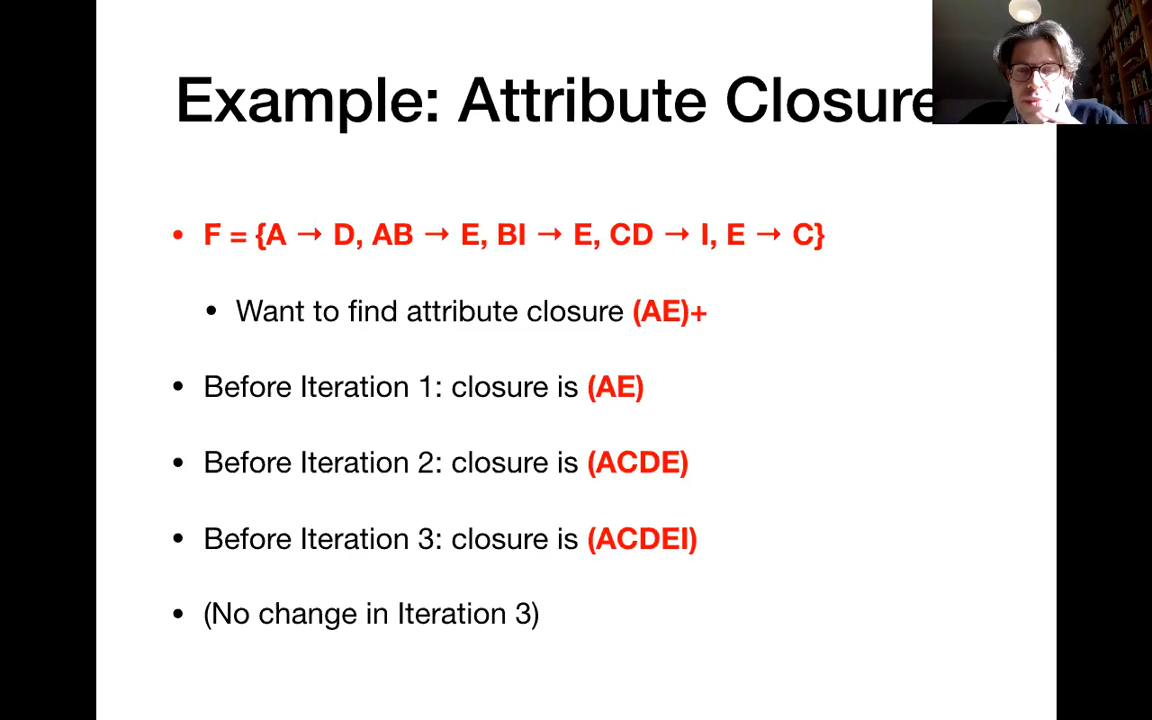 Example: Attribute Closure
• F = {A → D, AB → E, BI → E, CD → I, E → C}
• Want to find attribute closure (AE)+
• Before Iteration 1: closure is (AE)
• Before Iteration 2: closure is (ACDE)
• Before Iteration 3: closure is (ACDEI)
• (No change in Iteration 3)